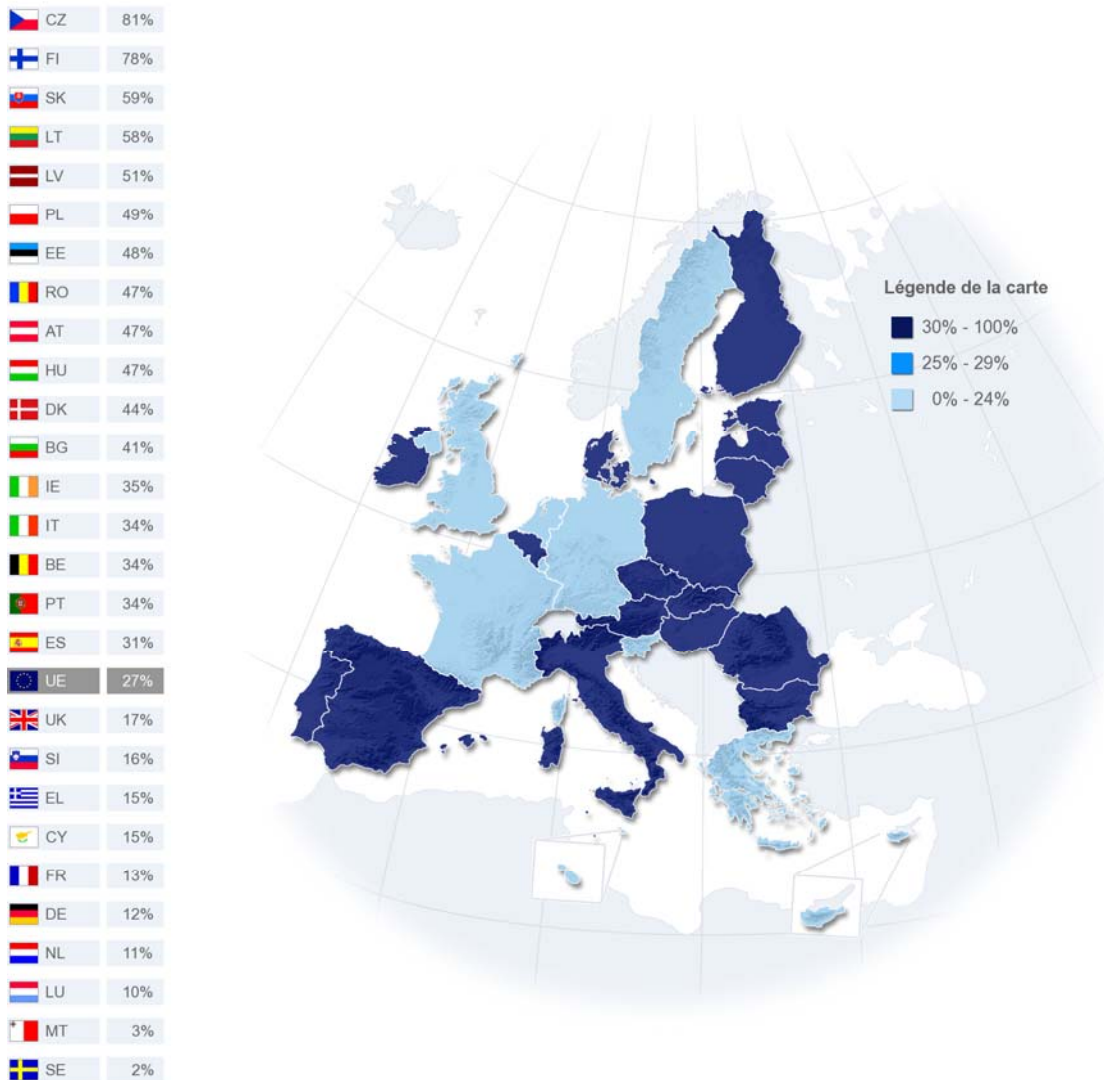 CZ 81%
FI 78%
SK 59%
LT 58%
LV 51%
PL 49%
EE 48%
RO 47%
AT 47%
HU 47%
DK 44%
BG 41%
IE 35%
IT 34%
BE 34%
PT 34%
ES 31%
UE 27%
UK 17%
SI 16%
EL 15%
CY 15%
FR 13%
DE 12%
NL 11%
LU 10%
MT 3%
SE 2%
Légende de la carte
30% - 100%
25% - 29%
0% - 24%